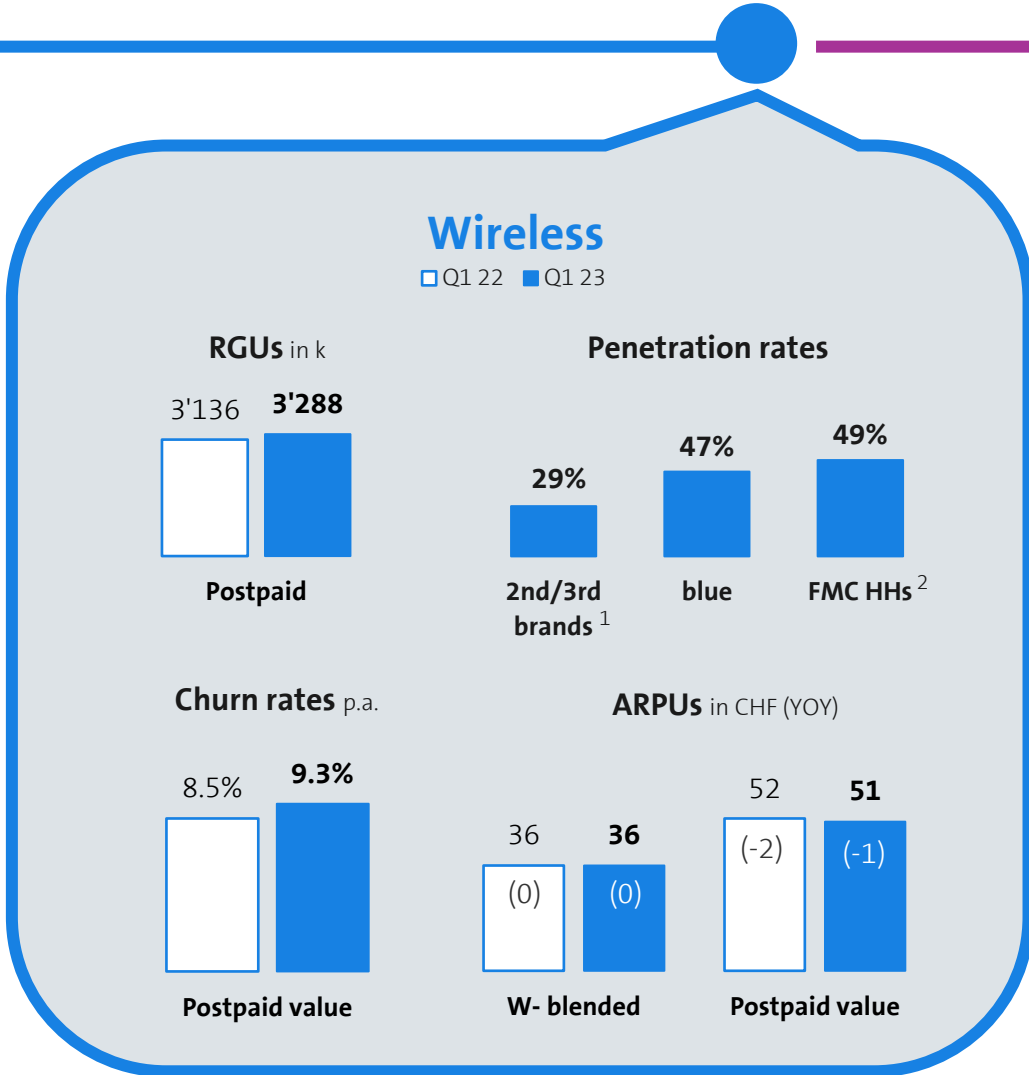 Wireless
Q1 22 Q1 23
RGUs in k
3'136 3'288
Postpaid
Penetration rates
29% 47% 49%
2nd/3rd
brands 1
blue
FMC HHs 2
Churn rates p.a.
8.5% 9.3%
Postpaid value
ARPUs in CHF (YOY)
36 36
(0) (0)
W- blended
52 51
(-2) (-1)
Postpaid value